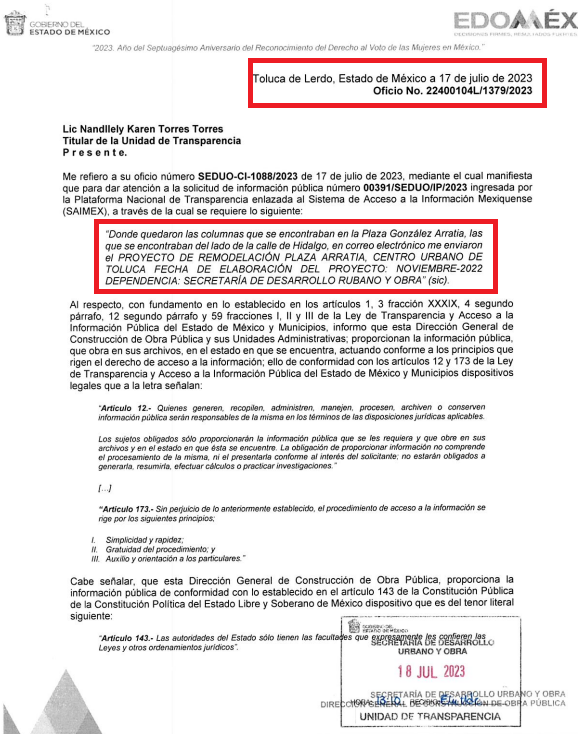 GOBIERNO DEL
ESTADO DE MÉXICO
EDOMÉX
DECISIONES FIRMES, RESULTADOS FUERTES.
"2023. Año del Septuagésimo Aniversario del Reconocimiento del Derecho al Voto de las Mujeres en México."
Toluca de Lerdo, Estado de México a 17 de julio de 2023
Oficio No. 22400104L/1379/2023
Lic Nandllely Karen Torres Torres
Titular de la Unidad de Transparencia
P r e s e n t e.
Me refiero a su oficio número SEDUO-CI-1088/2023 de 17 de julio de 2023, mediante el cual manifiesta
que para dar atención a la solicitud de información pública número 00391/SEDUO/IP/2023 ingresada por
la Plataforma Nacional de Transparencia enlazada al Sistema de Acceso a la Información Mexiquense
(SAIMEX), a través de la cual se requiere lo siguiente:
"Donde quedaron las columnas que se encontraban en la Plaza González Arratia, las
que se encontraban del lado de la calle de Hidalgo, en correo electrónico me enviaron
el PROYECTO DE REMODELACIÓN PLAZA ARRATIA, CENTRO URBANO DE
TOLUCA FECHA DE ELABORACIÓN DEL PROYECTO: NOVIEMBRE-2022
DEPENDENCIA: SECRETARÍA DE DESARROLLO RUBANO Y OBRA" (sic).
Al respecto, con fundamento en lo establecido en los artículos 1, 3 fracción XXXIX, 4 segundo
párrafo, 12 segundo párrafo y 59 fracciones I, II y III de la Ley de Transparencia y Acceso a la
Información Pública del Estado de México y Municipios, informo que esta Dirección General de
Construcción de Obra Pública y sus Unidades Administrativas; proporcionan la información pública,
que obra en sus archivos, en el estado en que se encuentra, actuando conforme a los principios que
rigen el derecho de acceso a la información; ello de conformidad con los artículos 12 y 173 de la Ley
de Transparencia y Acceso a la Información Pública del Estado de México y Municipios dispositivos
legales que a la letra señalan:
"Artículo 12.- Quienes generen, recopilen, administren, manejen, procesen, archiven o conserven
información pública serán responsables de la misma en los términos de las disposiciones jurídicas aplicables.
Los sujetos obligados sólo proporcionarán la información pública que se les requiera y que obre en sus
archivos y en el estado en que ésta se encuentre. La obligación de proporcionar información no comprende
el procesamiento de la misma, ni el presentarla conforme al interés del solicitante; no estarán obligados a
generarla, resumirla, efectuar cálculos o practicar investigaciones."
[...]
"Artículo 173.- Sin perjuicio de lo anteriormente establecido, el procedimiento de acceso a la información se
rige por los siguientes principios;
I. Simplicidad y rapidez;
II. Gratuidad del procedimiento; y
III. Auxilio y orientación a los particulares."
Cabe señalar, que esta Dirección General de Construcción de Obra Pública, proporciona la
información pública de conformidad con lo establecido en el artículo 143 de la Constitución Pública
de la Constitución Política del Estado Libre y Soberano de México dispositivo que es del tenor literal
siguiente:
"Artículo 143.- Las autoridades del Estado sólo tienen las facultades que expresamente les confieren las
Leyes y otros ordenamientos jurídicos".
GOBIERNO DEL
ESTADO DE MÉXICO
SECRETARÍA DE DESARROLLO
URBANO Y OBRA
18 JUL 2023
SECRETARÍA DE DESARROLLO URBANO Y OBRA
DIRECCIÓN GENERAL DE CONSTRUCCIÓN DE OBRA PÚBLICA
UNIDAD DE TRANSPARENCIA